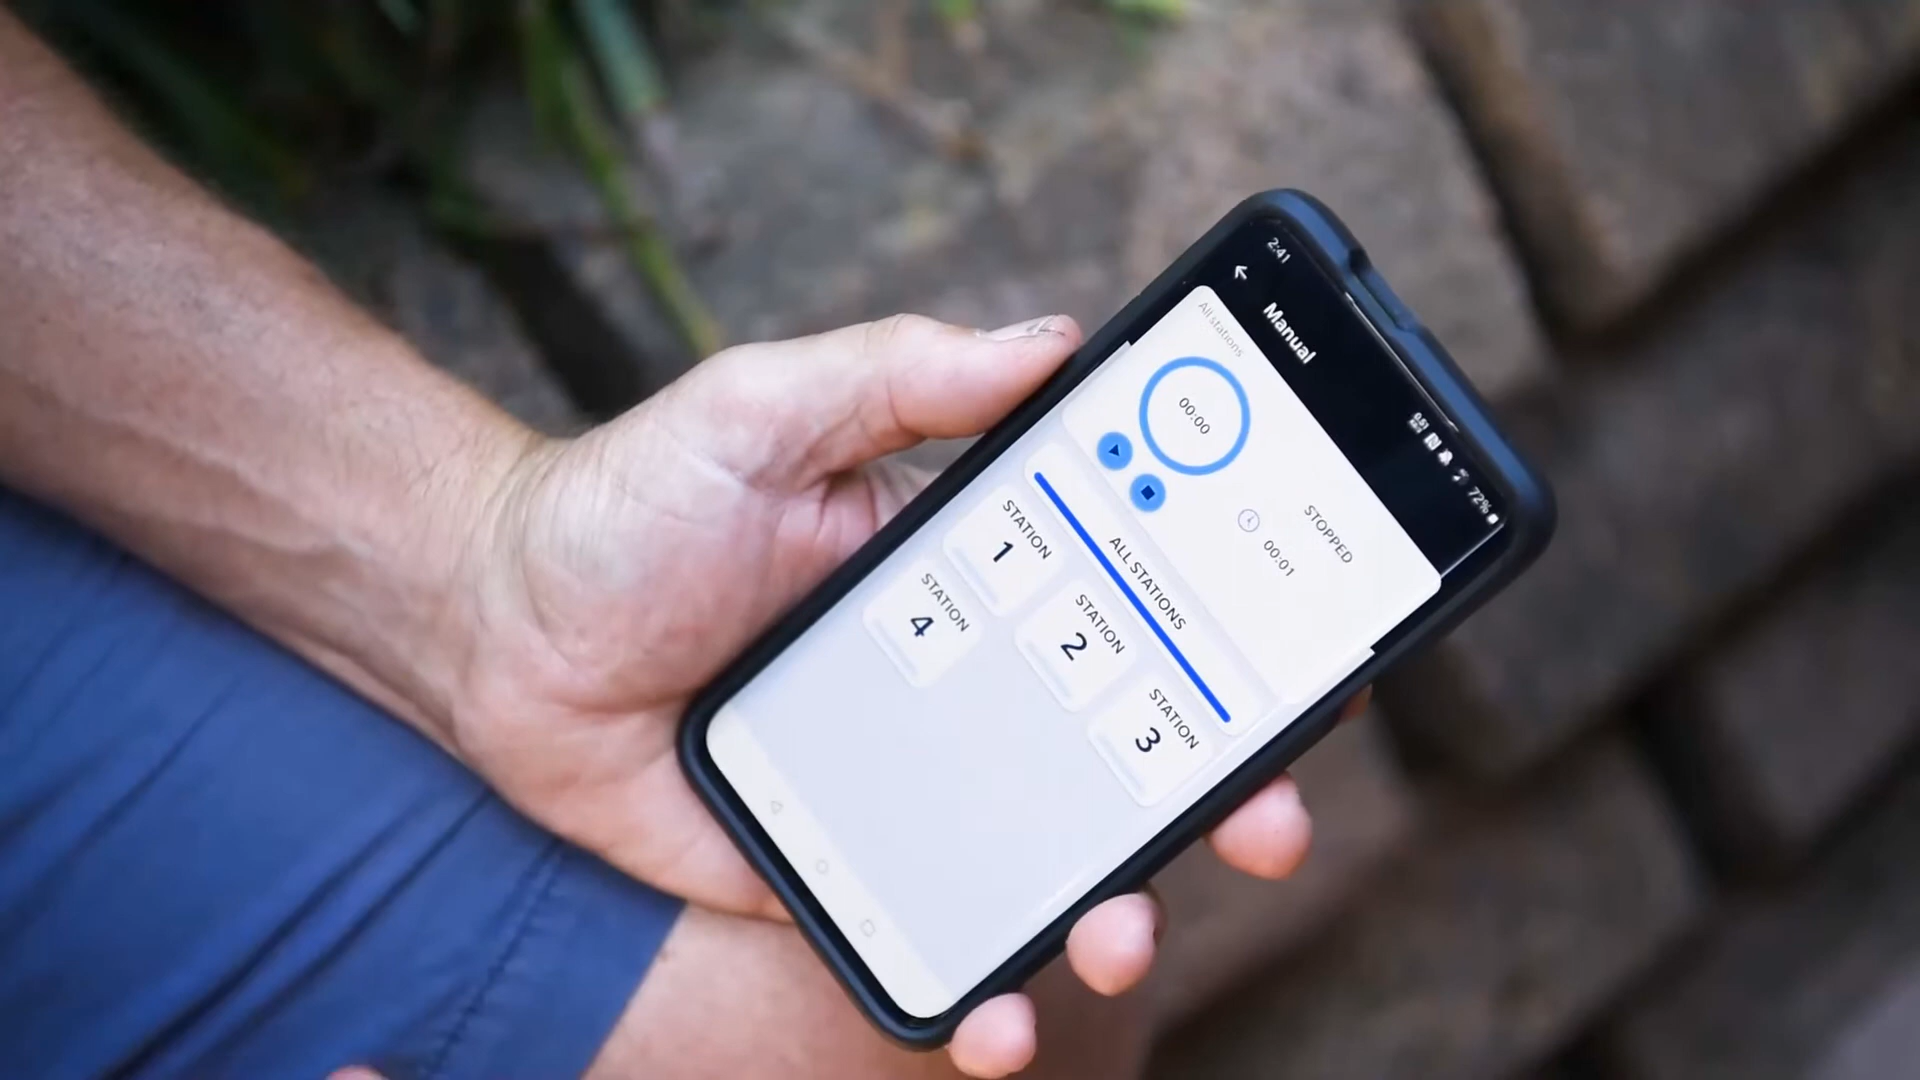 2:41
72%
Manual
All stations
00:00
STOPPED
00:01
ALL STATIONS
STATION
1
STATION
2
STATION
3
STATION
4